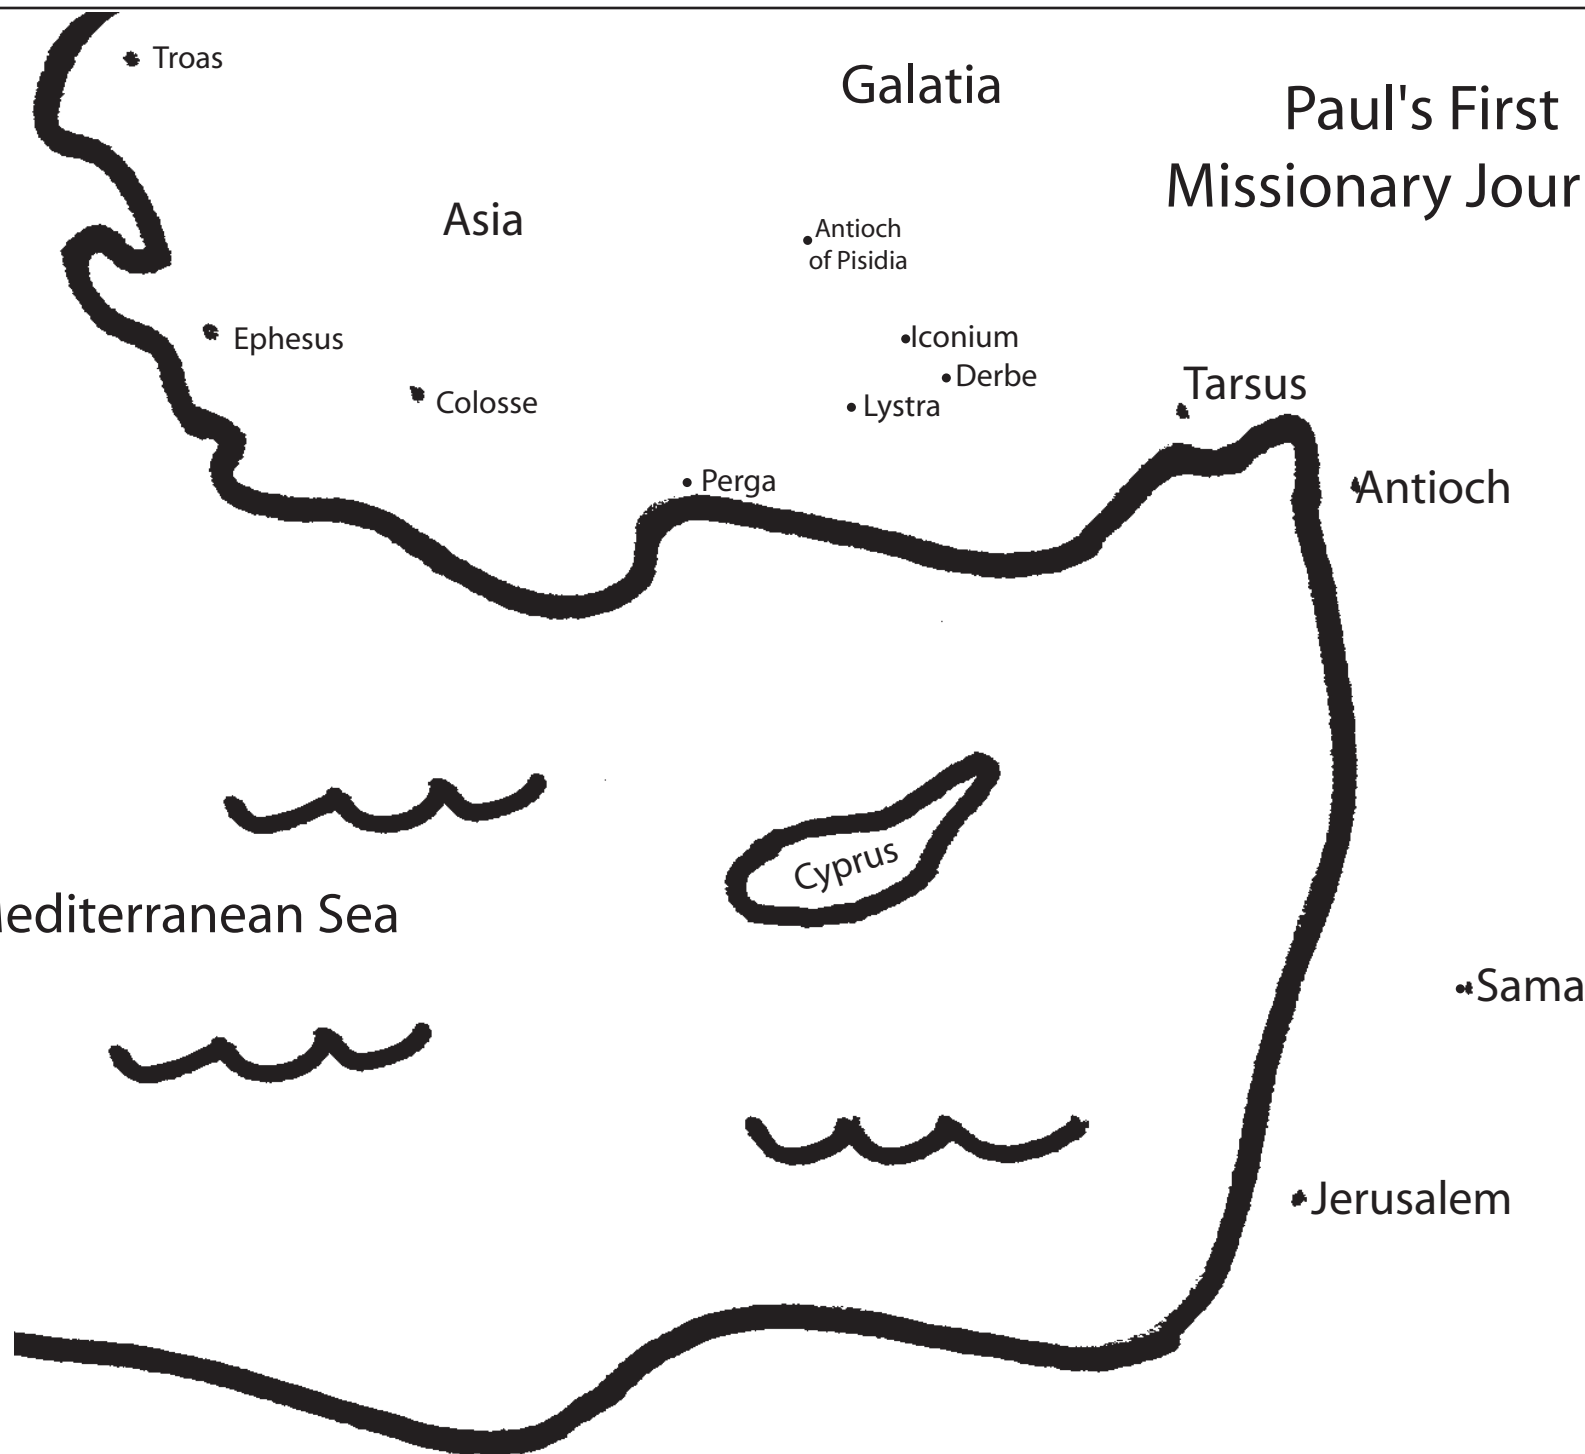 Troas
Galatia
Paul's First
Missionary Jour
Asia
Antioch
of Pisidia
Ephesus
Iconium
Derbe
Colosse
Lystra
Tarsus
Perga
Antioch
Cyprus
Mediterranean Sea
Sama
Jerusalem